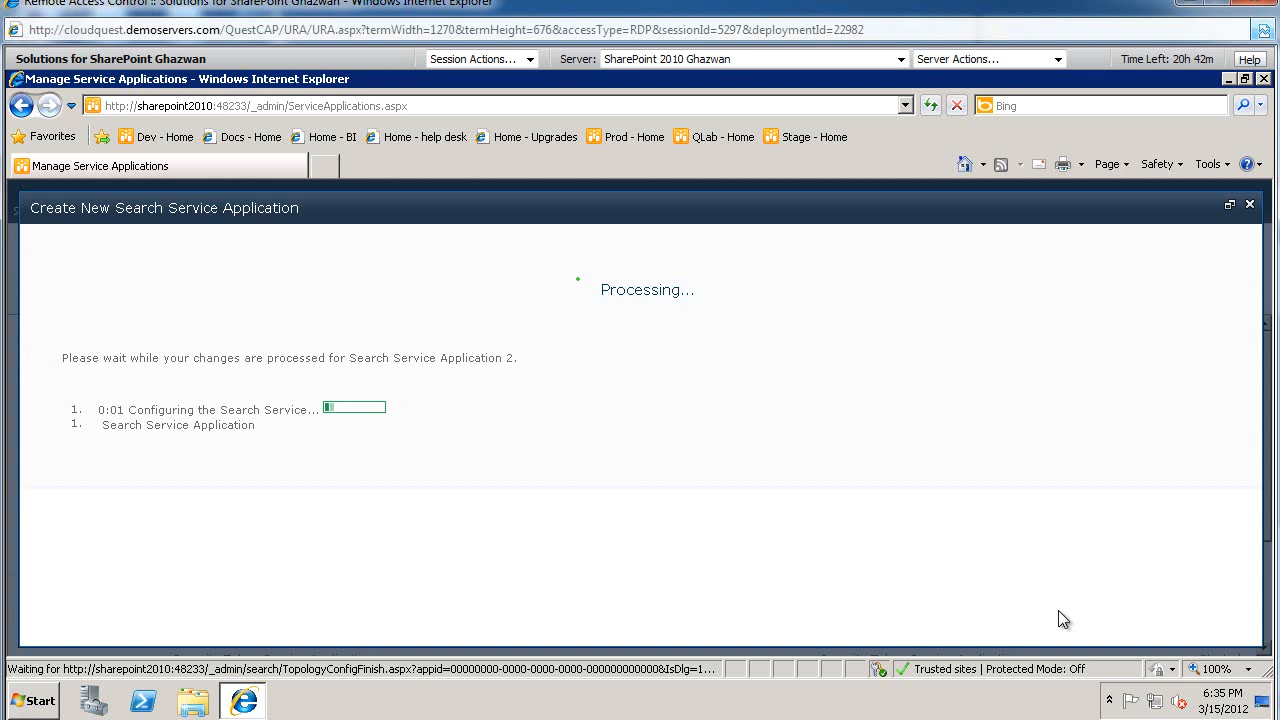 Remote Access Control :: Solutions for SharePoint Ghazwan - Windows Internet Explorer
http://cloudquest.demoservers.com/QuestCAP/URA/URA.aspx?termWidth=1270&termHeight=676&accessType=RDP&sessionId=5297&deploymentId=22982
Solutions for SharePoint Ghazwan Session Actions... Server: SharePoint 2010 Ghazwan Server Actions... Time Left: 20h 42m Help
Manage Service Applications - Windows Internet Explorer
http://sharepoint2010:48233/_admin/ServiceApplications.aspx Bing
Favorites Dev - Home Docs - Home Home - BI Home - help desk Home - Upgrades Prod - Home QLab - Home Stage - Home
Manage Service Applications Page Safety Tools
Create New Search Service Application
Processing...
Please wait while your changes are processed for Search Service Application 2.
1. 0:01 Configuring the Search Service...
1. Search Service Application
Waiting for http://sharepoint2010:48233/_admin/search/TopologyConfigFinish.aspx?appid=00000000-0000-0000-0000-000000000000&IsDlg=1... Trusted sites | Protected Mode: Off 100%
Start 6:35 PM
3/15/2012